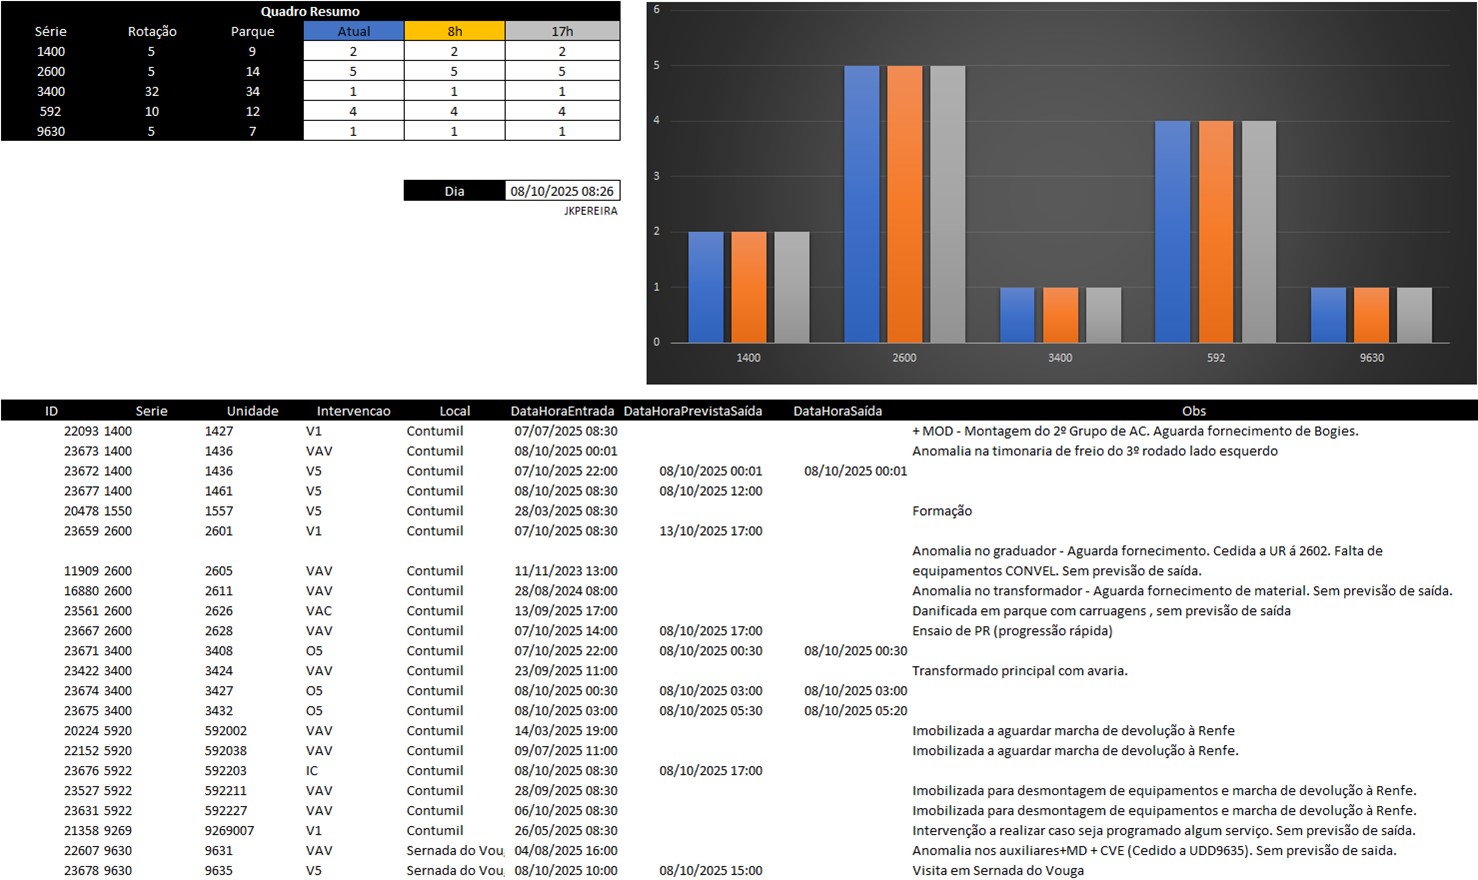 Quadro Resumo
Série Rotação Parque Atual 8h 17h
1400 5 9 2 2 2
2600 5 14 5 5 5
3400 32 34 1 1 1
592 10 12 4 4 4
9630 5 7 1 1 1
Dia 08/10/2025 08:26
JKPEREIRA
6
5
4
3
2
1
0
1400 2600 3400 592 9630
ID Serie Unidade Intervencao Local DataHoraEntrada DataHoraPrevistaSaída DataHoraSaída Obs
22093 1400 1427 V1 Contumil 07/07/2025 08:30 + MOD - Montagem do 2º Grupo de AC. Aguarda fornecimento de Bogies.
23673 1400 1436 VAV Contumil 08/10/2025 00:01 Anomalia na timonaria de freio do 3º rodado lado esquerdo
23672 1400 1436 V5 Contumil 07/10/2025 22:00 08/10/2025 00:01 08/10/2025 00:01
23677 1400 1461 V5 Contumil 08/10/2025 08:30 08/10/2025 12:00
20478 1550 1557 V5 Contumil 28/03/2025 08:30 Formação
23659 2600 2601 V1 Contumil 07/10/2025 08:30 13/10/2025 17:00
Anomalia no graduador - Aguarda fornecimento. Cedida a UR á 2602. Falta de
11909 2600 2605 VAV Contumil 11/11/2023 13:00 equipamentos CONVEL. Sem previsão de saída.
16880 2600 2611 VAV Contumil 28/08/2024 08:00 Anomalia no transformador - Aguarda fornecimento de material. Sem previsão de saída.
23561 2600 2626 VAC Contumil 13/09/2025 17:00 Danificada em parque com carruagens , sem previsão de saída
23667 2600 2628 VAV Contumil 07/10/2025 14:00 08/10/2025 17:00 Ensaio de PR (progressão rápida)
23671 3400 3408 O5 Contumil 07/10/2025 22:00 08/10/2025 00:30 08/10/2025 00:30
23422 3400 3424 VAV Contumil 23/09/2025 11:00 Transformado principal com avaria.
23674 3400 3427 O5 Contumil 08/10/2025 00:30 08/10/2025 03:00 08/10/2025 03:00
23675 3400 3432 O5 Contumil 08/10/2025 03:00 08/10/2025 05:30 08/10/2025 05:20
20224 5920 592002 VAV Contumil 14/03/2025 19:00 Imobilizada a aguardar marcha de devolução à Renfe
22152 5920 592038 VAV Contumil 09/07/2025 11:00 Imobilizada a aguardar marcha de devolução à Renfe.
23676 5922 592203 IC Contumil 08/10/2025 08:30 08/10/2025 17:00
23527 5922 592211 VAV Contumil 28/09/2025 08:30 Imobilizada para desmontagem de equipamentos e marcha de devolução à Renfe.
23631 5922 592227 VAV Contumil 06/10/2025 08:30 Imobilizada para desmontagem de equipamentos e marcha de devolução à Renfe.
21358 9269 9269007 V1 Contumil 26/05/2025 08:30 Intervenção a realizar caso seja programado algum serviço. Sem previsão de saída.
22607 9630 9631 VAV Sernada do Vou 04/08/2025 16:00 Anomalia nos auxiliares+MD + CVE (Cedido a UDD9635). Sem previsão de saida.
23678 9630 9635 V5 Sernada do Vou 08/10/2025 10:00 08/10/2025 15:00 Visita em Sernada do Vouga